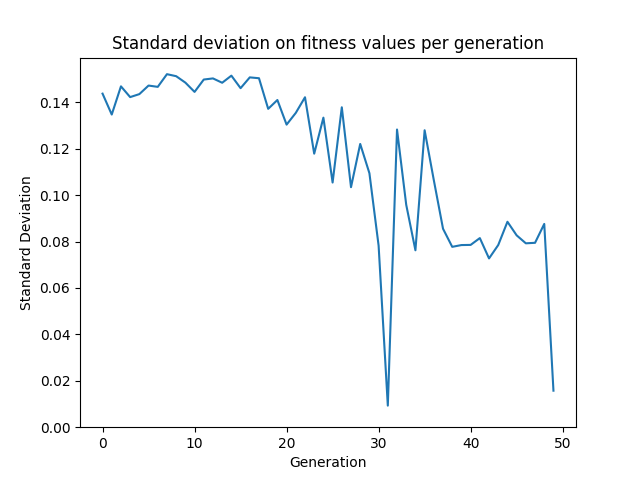 Standard deviation on fitness values per generation
0.14
0.12
0.10
0.08
0.06
0.04
0.02
0.00
Standard Deviation
0 10 20 30 40 50
Generation